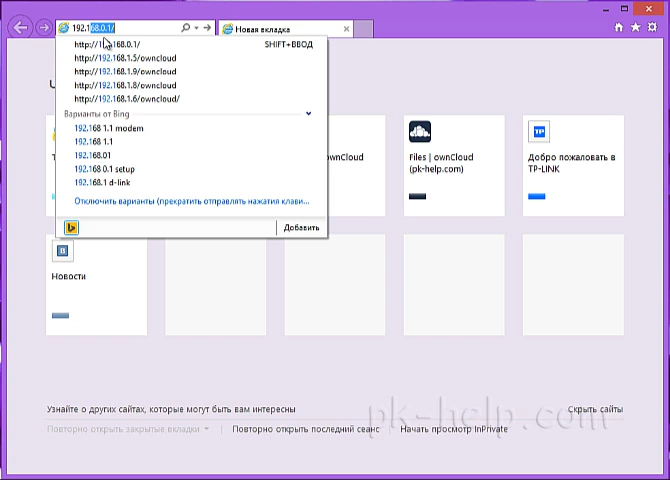 192.168.0.1/
Новая вкладка
http://192.168.0.1/ SHIFT+ВВОД
http://192.168.1.5/owncloud
http://192.168.1.9/owncloud
http://192.168.1.8/owncloud
http://192.168.1.6/owncloud/
Варианты от Bing
192.168 1.1 modem
192.168 1.1
192.168.01
192.168 0.1 setup
192.168.1 d-link
Отключить варианты (прекратить отправлять нажатия клави...
Добавить
ownCloud
Files | ownCloud
(pk-help.com)
TP
Добро пожаловать в
TP-LINK
Новости
Узнайте о других сайтах, которые могут быть вам интересны
Скрыть сайты
Повторно открыть закрытые вкладки
Повторно открыть последний сеанс
Начать просмотр InPrivate
pk-help.com